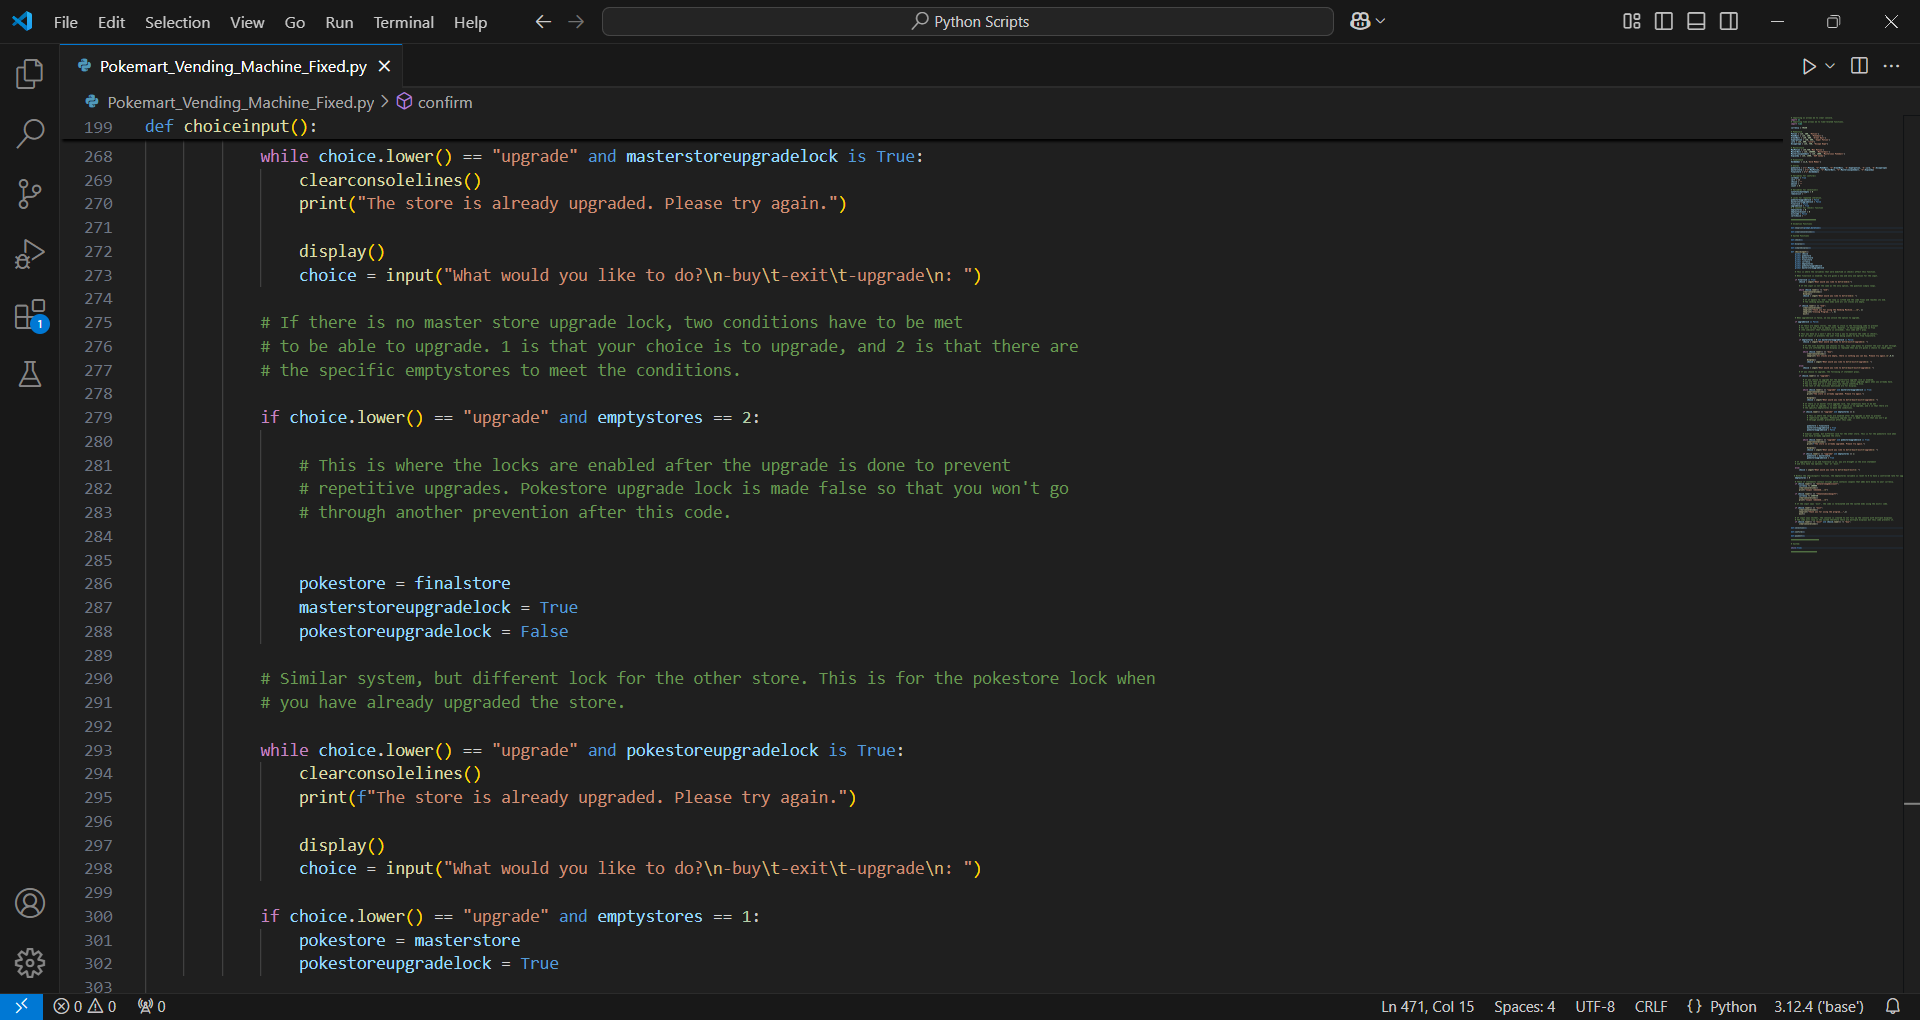 File Edit Selection View Go Run Terminal Help Python Scripts
Pokemart_Vending_Machine_Fixed.py
Pokemart_Vending_Machine_Fixed.py > confirm
199 def choiceinput():
268 while choice.lower() == "upgrade" and masterstoreupgradelock is True:
269 clearconsolelines()
270 print("The store is already upgraded. Please try again.")
271
272 display()
273 choice = input("What would you like to do?\n-buy\t-exit\t-upgrade\n: ")
274
275 # If there is no master store upgrade lock, two conditions have to be met
276 # to be able to upgrade. 1 is that your choice is to upgrade, and 2 is that there are
277 # the specific emptystores to meet the conditions.
278
279 if choice.lower() == "upgrade" and emptystores == 2:
280
281 # This is where the locks are enabled after the upgrade is done to prevent
282 # repetitive upgrades. Pokestore upgrade lock is made false so that you won't go
283 # through another prevention after this code.
284
285
286 pokestore = finalstore
287 masterstoreupgradelock = True
288 pokestoreupgradelock = False
289
290 # Similar system, but different lock for the other store. This is for the pokestore lock when
291 # you have already upgraded the store.
292
293 while choice.lower() == "upgrade" and pokestoreupgradelock is True:
294 clearconsolelines()
295 print(f"The store is already upgraded. Please try again.")
296
297 display()
298 choice = input("What would you like to do?\n-buy\t-exit\t-upgrade\n: ")
299
300 if choice.lower() == "upgrade" and emptystores == 1:
301 pokestore = masterstore
302 pokestoreupgradelock = True
303
1
0 0 0 Ln 471, Col 15 Spaces: 4 UTF-8 CRLF {} Python 3.12.4 ('base')